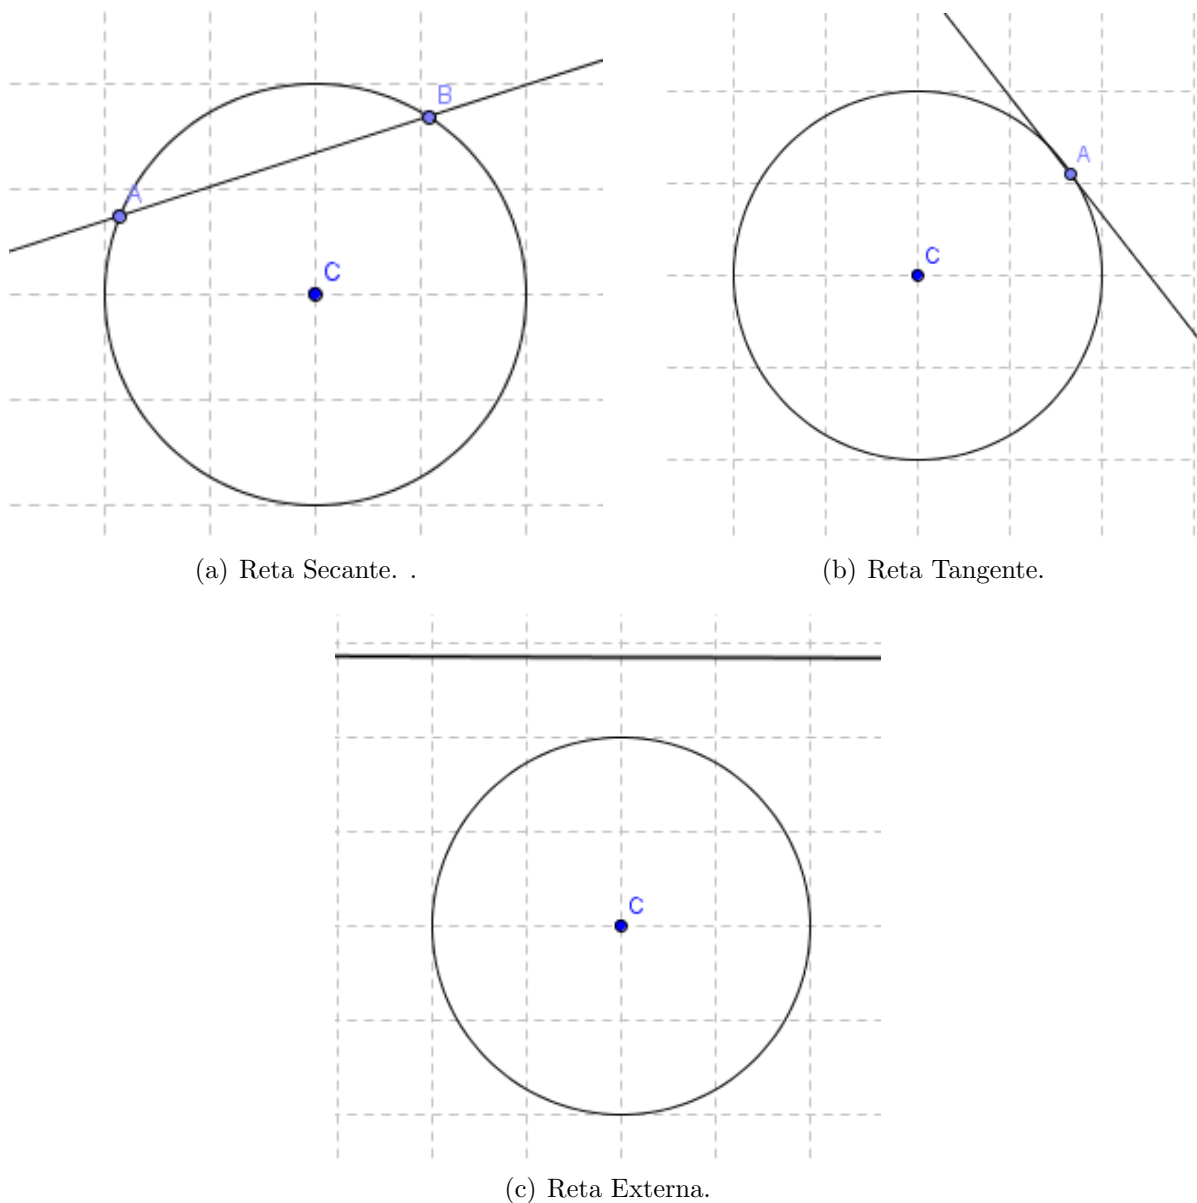 B
A
C
A
C
(a) Reta Secante. .
(b) Reta Tangente.
C
(c) Reta Externa.